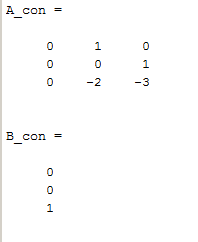 A_con =
0 1 0
0 0 1
0 -2 -3
B_con =
0
0
1